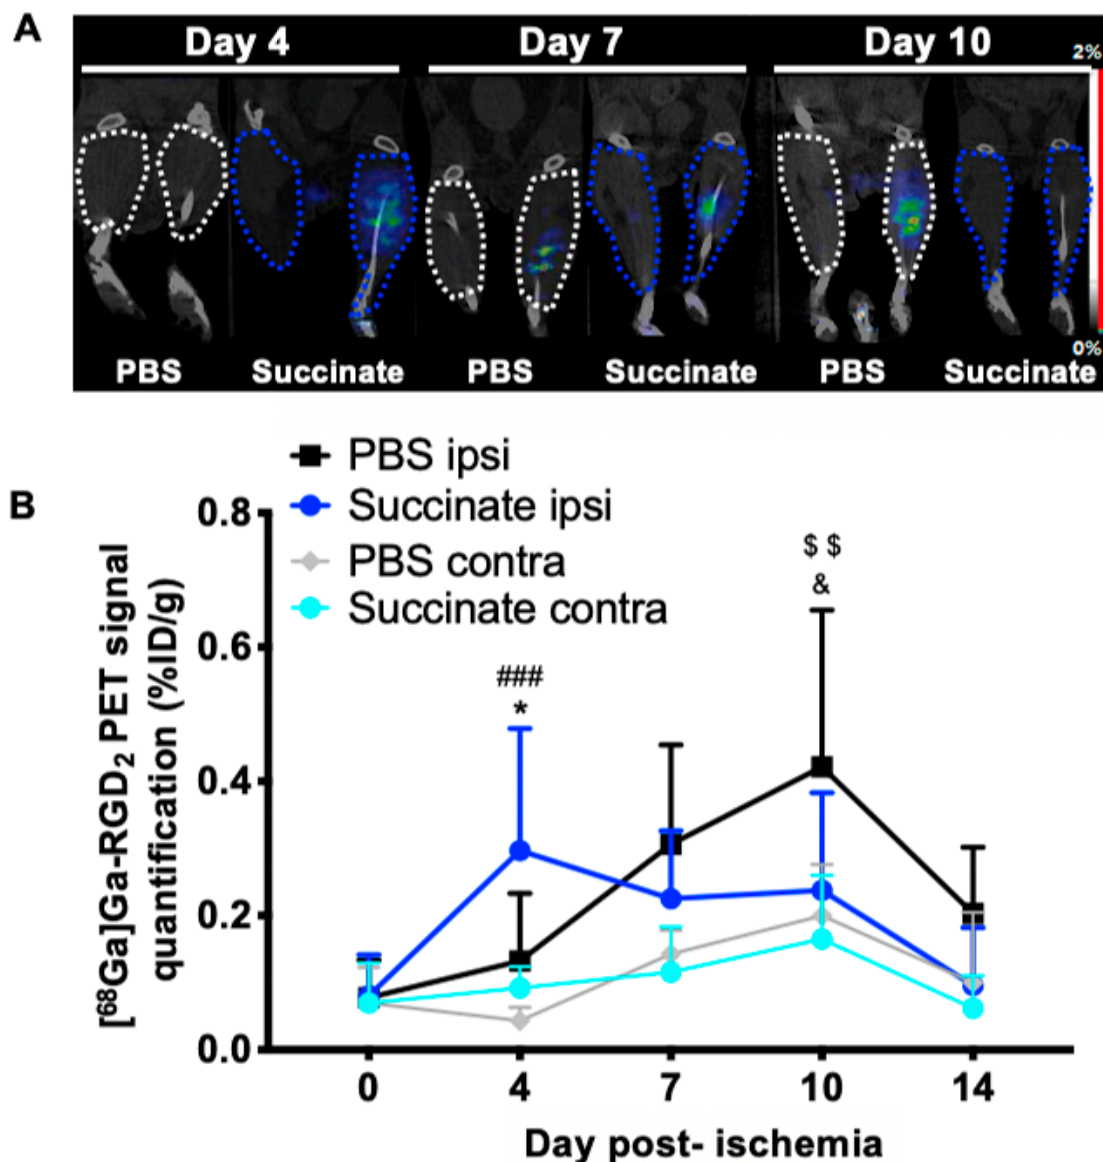 A
Day 4
Day 7
Day 10
2%
0%
PBS
Succinate
PBS
Succinate
PBS
Succinate
B
PBS ipsi
Succinate ipsi
PBS contra
Succinate contra
[⁶⁸Ga]Ga-RGD₂ PET signal
quantification (%ID/g)
0.8
0.6
0.4
0.2
0.0
###
*
$ $
&
0
4
7
10
14
Day post- ischemia